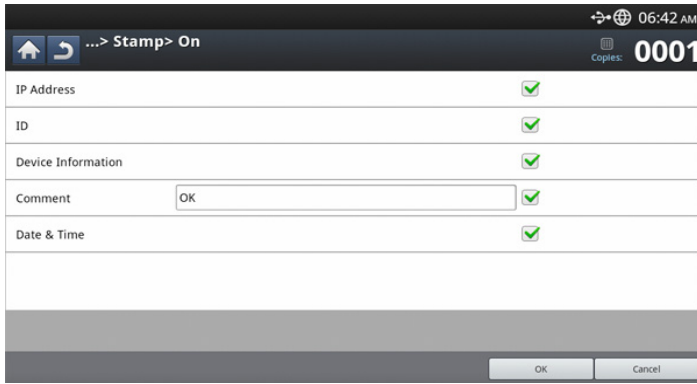 06:42 AM
...> Stamp> On
Copies: 0001
IP Address
ID
Device Information
Comment OK
Date & Time
OK Cancel